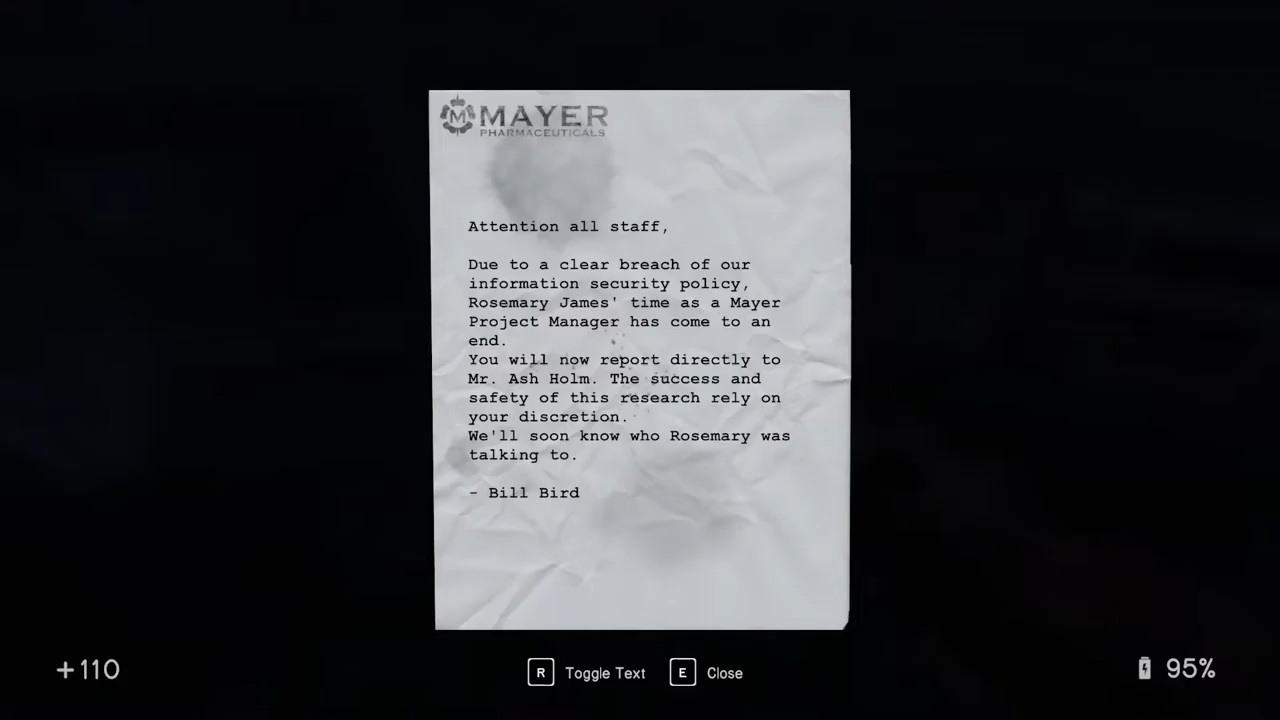 M MAYER
PHARMACEUTICALS
Attention all staff,
Due to a clear breach of our
information security policy,
Rosemary James' time as a Mayer
Project Manager has come to an
end.
You will now report directly to
Mr. Ash Holm. The success and
safety of this research rely on
your discretion.
We'll soon know who Rosemary was
talking to.
- Bill Bird
+110
R Toggle Text E Close
95%